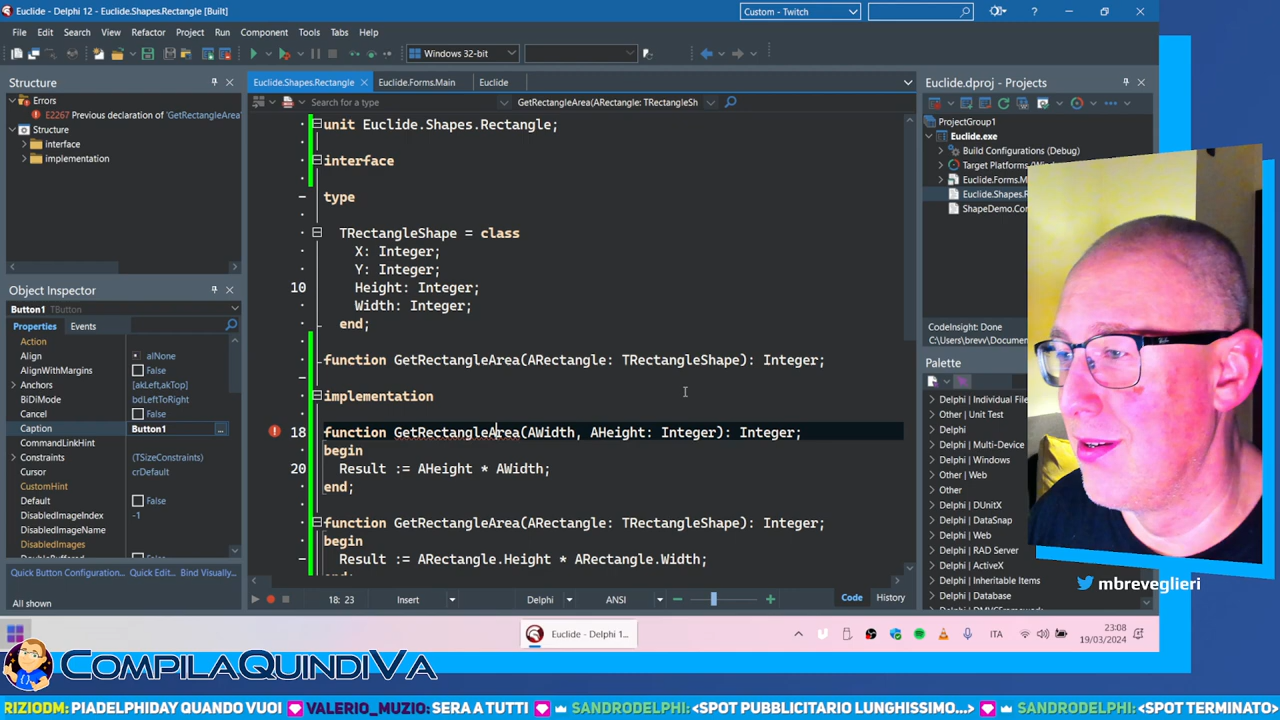 Euclide - Delphi 12 - Euclide.Shapes.Rectangle [Built]
Custom - Twitch
File Edit Search View Refactor Project Run Component Tools Tabs Help
Windows 32-bit
Structure
Errors
E2267 Previous declaration of 'GetRectangleArea'
Structure
interface
implementation
Object Inspector
Button1 TButton
Properties Events
Action
Align alNone
AlignWithMargins False
Anchors [akLeft,akTop]
BiDiMode bdLeftToRight
Cancel False
Caption Button1
CommandLinkHint
Constraints (TSizeConstraints)
Cursor crDefault
CustomHint
Default False
DisabledImageIndex -1
DisabledImageName
DisabledImages
Quick Button Configuration... Quick Edit... Bind Visually...
All shown
Euclide.Shapes.Rectangle Euclide.Forms.Main Euclide
Search for a type
GetRectangleArea(ARectangle: TRectangleSh
unit Euclide.Shapes.Rectangle;
interface
type
TRectangleShape = class
X: Integer;
Y: Integer;
10 Height: Integer;
Width: Integer;
end;
function GetRectangleArea(ARectangle: TRectangleShape): Integer;
implementation
18 function GetRectangleArea(AWidth, AHeight: Integer): Integer;
begin
20 Result := AHeight * AWidth;
end;
function GetRectangleArea(ARectangle: TRectangleShape): Integer;
begin
Result := ARectangle.Height * ARectangle.Width;
18: 23 Insert Delphi ANSI Code History
Euclide.dproj - Projects
ProjectGroup1
Euclide.exe
Build Configurations (Debug)
Target Platforms (Win
Euclide.Forms.M
Euclide.Shapes.R
ShapeDemo.Co
CodeInsight: Done
C:\Users\brevv\...
Palette
Delphi | Individual File
Other | Unit Test
Delphi
Delphi | Multi-Device
Delphi | Windows
Other | Web
Other
Delphi | DUnitX
Delphi | DataSnap
Delphi | Web
Delphi | RAD Server
Delphi | ActiveX
Delphi | Inheritable Items
Delphi | Database
mbreveglieri
Euclide - Delphi 1...
ITA
23:08
19/03/2024
CompilaQuindiVa
RIZIODM: PIADELPHIDAY QUANDO VUOI VALERIO_MUZIO: SERA A TUTTI SANDRODELPHI: <SPOT PUBBLICITARIO LUNGHISSIMO...> SANDRODELPHI: <SPOT TERMINATO>